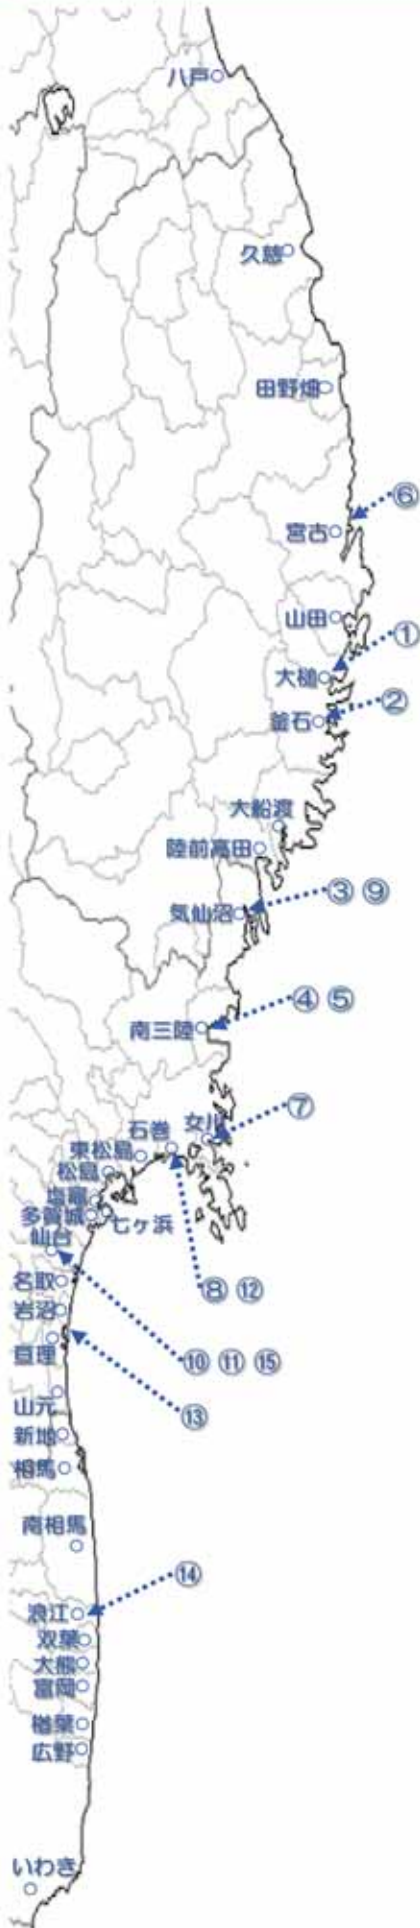 八戸
久慈
田野畑
⑥
宮古
山田
①
大槌
②
釜石
大船渡
陸前高田
③ ⑨
気仙沼
④ ⑤
南三陸
⑦
女川
石巻
東松島
松島
塩竈
多賀城
七ヶ浜
仙台
⑧ ⑫
名取
岩沼
亘理
⑩ ⑪ ⑮
山元
⑬
新地
相馬
南相馬
⑭
浪江
双葉
大熊
富岡
楢葉
広野
いわき